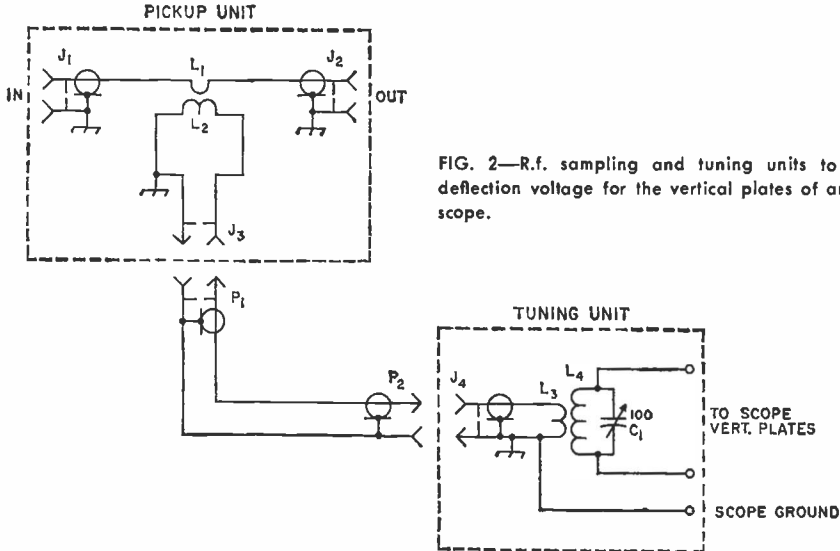 PICKUP UNIT
J1
L1
J2
IN
OUT
L2
J3
FIG. 2—R.f. sampling and tuning units to
deflection voltage for the vertical plates of
scope.
P1
TUNING UNIT
P2
J4
L3
L4
100
C1
TO SCOPE
VERT. PLATES
SCOPE GROUND